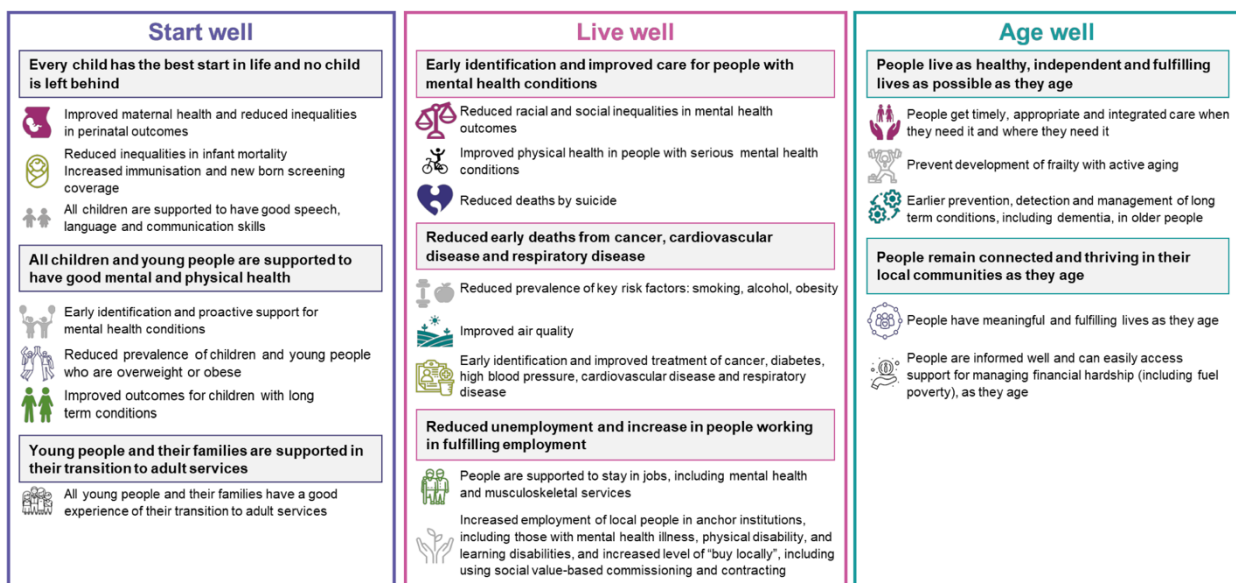 Start well
Every child has the best start in life and no child
is left behind
Improved maternal health and reduced inequalities
in perinatal outcomes
Reduced inequalities in infant mortality
Increased immunisation and new born screening
coverage
All children are supported to have good speech,
language and communication skills
All children and young people are supported to
have good mental and physical health
Early identification and proactive support for
mental health conditions
Reduced prevalence of children and young people
who are overweight or obese
Improved outcomes for children with long
term conditions
Young people and their families are supported in
their transition to adult services
All young people and their families have a good
experience of their transition to adult services
Live well
Early identification and improved care for people with
mental health conditions
Reduced racial and social inequalities in mental health
outcomes
Improved physical health in people with serious mental health
conditions
Reduced deaths by suicide
Reduced early deaths from cancer, cardiovascular
disease and respiratory disease
Reduced prevalence of key risk factors: smoking, alcohol, obesity
Improved air quality
Early identification and improved treatment of cancer, diabetes,
high blood pressure, cardiovascular disease and respiratory
disease
Reduced unemployment and increase in people working
in fulfilling employment
People are supported to stay in jobs, including mental health
and musculoskeletal services
Increased employment of local people in anchor institutions,
including those with mental health illness, physical disability, and
learning disabilities, and increased level of “buy locally”, including
using social value-based commissioning and contracting
Age well
People live as healthy, independent and fulfilling
lives as possible as they age
People get timely, appropriate and integrated care when
they need it and where they need it
Prevent development of frailty with active aging
Earlier prevention, detection and management of long
term conditions, including dementia, in older people
People remain connected and thriving in their
local communities as they age
People have meaningful and fulfilling lives as they age
People are informed well and can easily access
support for managing financial hardship (including fuel
poverty), as they age